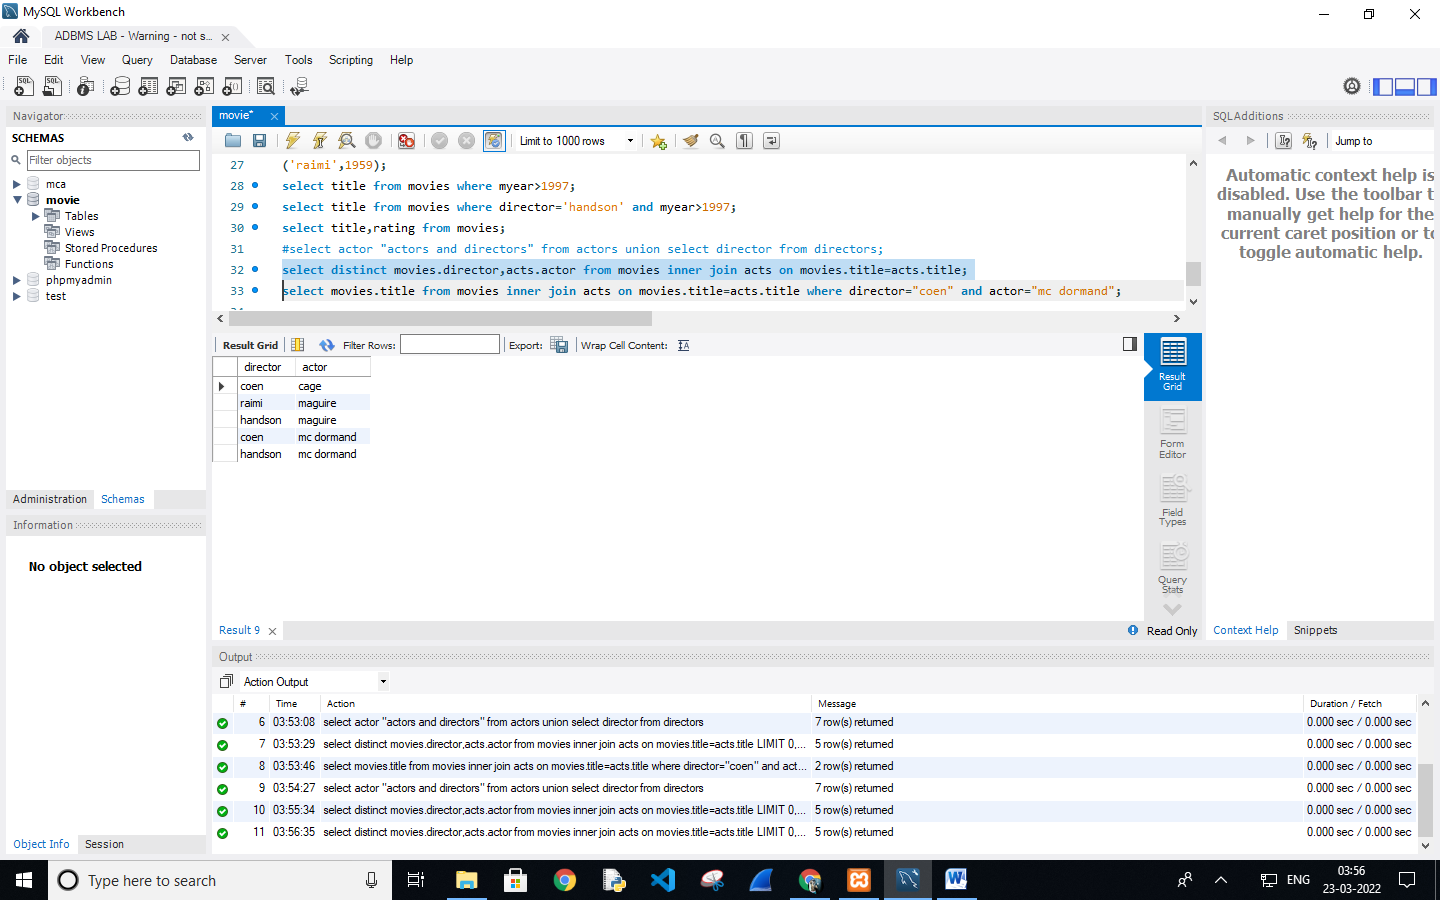 MySQL Workbench
ADBMS LAB - Warning - not s...
File Edit View Query Database Server Tools Scripting Help
Navigator
SCHEMAS
Filter objects
mca
movie
Tables
Views
Stored Procedures
Functions
phpmyadmin
test
Administration Schemas
Information
No object selected
Object Info Session
movie*
Limit to 1000 rows
27 ('raimi',1959);
28 select title from movies where myear>1997;
29 select title from movies where director='handson' and myear>1997;
30 select title,rating from movies;
31 #select actor "actors and directors" from actors union select director from directors;
32 select distinct movies.director,acts.actor from movies inner join acts on movies.title=acts.title;
33 select movies.title from movies inner join acts on movies.title=acts.title where director="coen" and actor="mc dormand";
Result Grid Filter Rows: Export: Wrap Cell Content:
director actor
coen cage
raimi maguire
handson maguire
coen mc dormand
handson mc dormand
Result
Grid
Form
Editor
Field
Types
Query
Stats
Result 9
Read Only
SQLAdditions
Jump to
Automatic context help is
disabled. Use the toolbar t
manually get help for the
current caret position or to
toggle automatic help.
Context Help Snippets
Output
Action Output
# Time Action Message Duration / Fetch
6 03:53:08 select actor "actors and directors" from actors union select director from directors 7 row(s) returned 0.000 sec / 0.000 sec
7 03:53:29 select distinct movies.director,acts.actor from movies inner join acts on movies.title=acts.title LIMIT 0,... 5 row(s) returned 0.000 sec / 0.000 sec
8 03:53:46 select movies.title from movies inner join acts on movies.title=acts.title where director="coen" and act... 2 row(s) returned 0.000 sec / 0.000 sec
9 03:54:27 select actor "actors and directors" from actors union select director from directors 7 row(s) returned 0.000 sec / 0.000 sec
10 03:55:34 select distinct movies.director,acts.actor from movies inner join acts on movies.title=acts.title LIMIT 0,... 5 row(s) returned 0.000 sec / 0.000 sec
11 03:56:35 select distinct movies.director,acts.actor from movies inner join acts on movies.title=acts.title LIMIT 0,... 5 row(s) returned 0.000 sec / 0.000 sec
Type here to search
ENG
03:56
23-03-2022